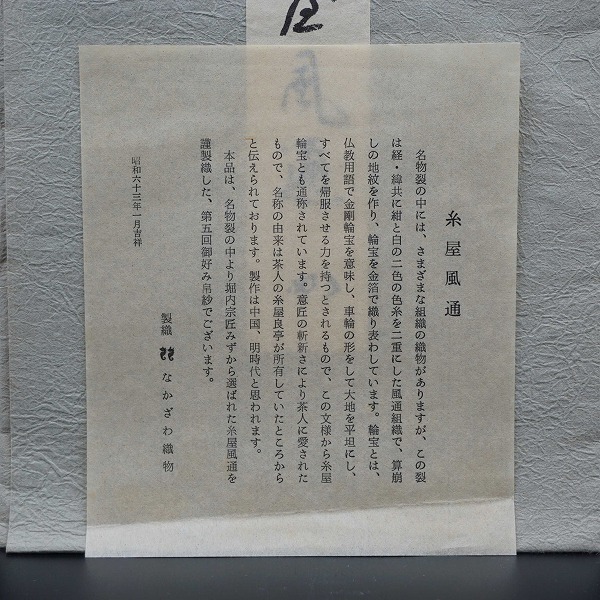 糸屋風通
名物裂の中には、さまざまな組織の織物がありますが、この裂
は経・緯共に紺と白の二色の色糸を二重にした風通組織で、算崩
しの地紋を作り、輪宝を金箔で織り表わしています。輪宝とは、
仏教用語で金剛輪宝を意味し、車輪の形をして大地を平坦にし、
すべてを帰服させる力を持つとされるもので、この文様から糸屋
輪宝とも通称されています。意匠の斬新さにより茶人に愛された
もので、名称の由来は茶人の糸屋良亭が所有していたところから
と伝えられております。製作は中国、明時代と思われます。
本品は、名物裂の中より堀内宗匠みずから選ばれた糸屋風通を
謹製織した、第五回御好み帛紗でございます。
製織 なかざわ織物
昭和六十三年一月吉祥